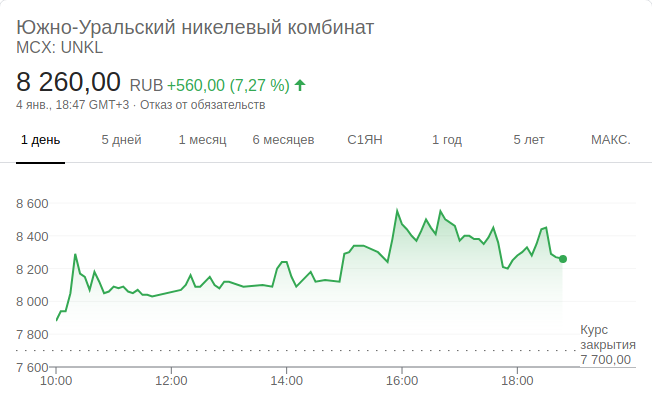 Южно-Уральский никелевый комбинат
MCX: UNKL
8 260,00 RUB +560,00 (7,27 %) ↑
4 янв., 18:47 GMT+3 · Отказ от обязательств
1 день 5 дней 1 месяц 6 месяцев С1ЯН 1 год 5 лет МАКС.
8 600
8 400
8 200
8 000
7 800
Курс
закрытия
7 700,00
7 600
10:00 12:00 14:00 16:00 18:00